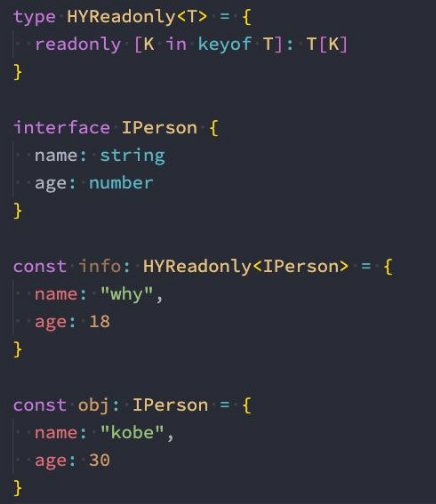 type HYReadonly<T> = {
  readonly [K in keyof T]: T[K]
}

interface IPerson {
  name: string
  age: number
}

const info: HYReadonly<IPerson> = {
  name: "why",
  age: 18
}

const obj: IPerson = {
  name: "kobe",
  age: 30
}